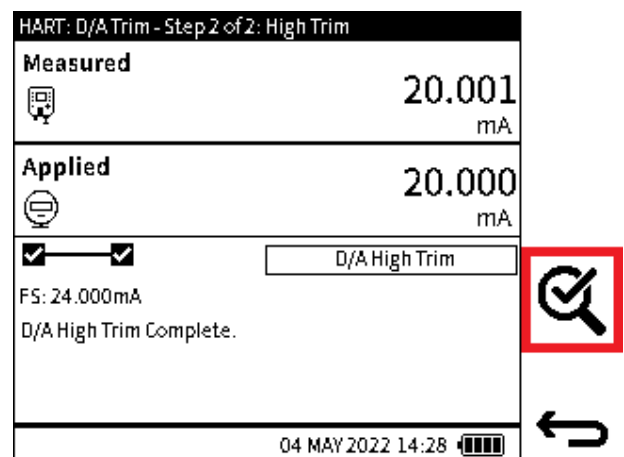 HART: D/A Trim - Step 2 of 2: High Trim
Measured
20.001
mA
Applied
20.000
mA
D/A High Trim
FS: 24.000mA
D/A High Trim Complete.
04 MAY 2022 14:28